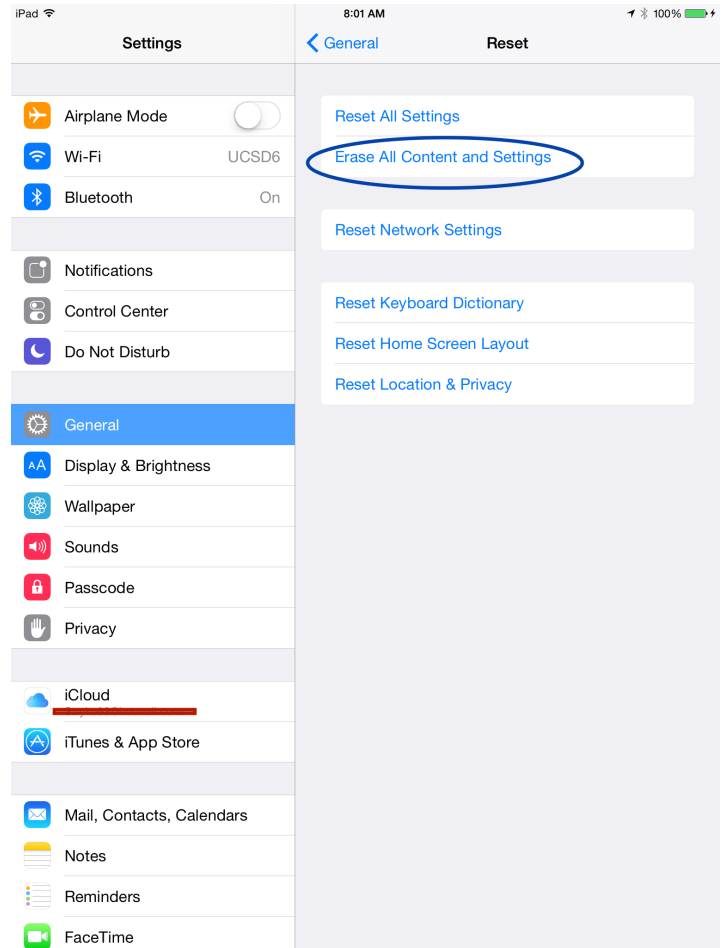 iPad 8:01 AM 100%
Settings
General Reset
Airplane Mode
Wi-Fi UCSD6
Bluetooth On
Notifications
Control Center
Do Not Disturb
General
AA Display & Brightness
Wallpaper
Sounds
Passcode
Privacy
iCloud
iTunes & App Store
Mail, Contacts, Calendars
Notes
Reminders
FaceTime
Reset All Settings
Erase All Content and Settings
Reset Network Settings
Reset Keyboard Dictionary
Reset Home Screen Layout
Reset Location & Privacy